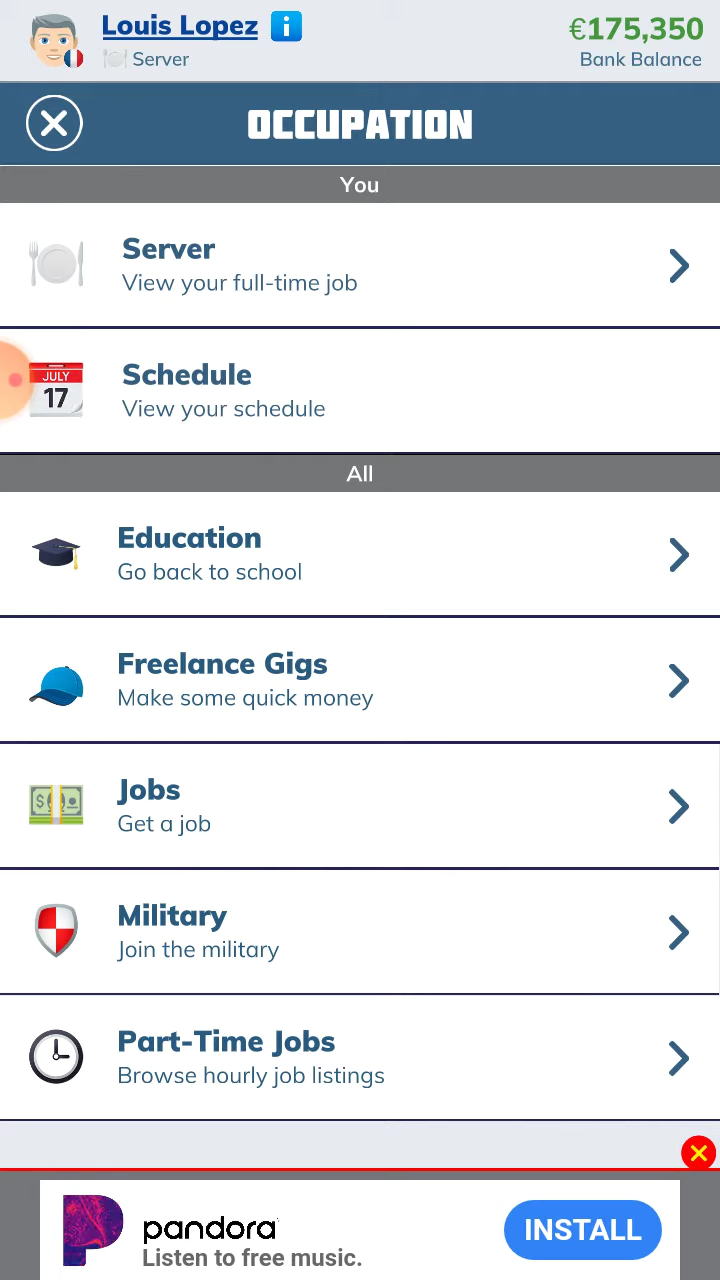 Louis Lopez i
€175,350
Server
Bank Balance
OCCUPATION
You
Server
View your full-time job
JULY
17
Schedule
View your schedule
All
Education
Go back to school
Freelance Gigs
Make some quick money
$
Jobs
Get a job
Military
Join the military
Part-Time Jobs
Browse hourly job listings
pandora
Listen to free music.
INSTALL